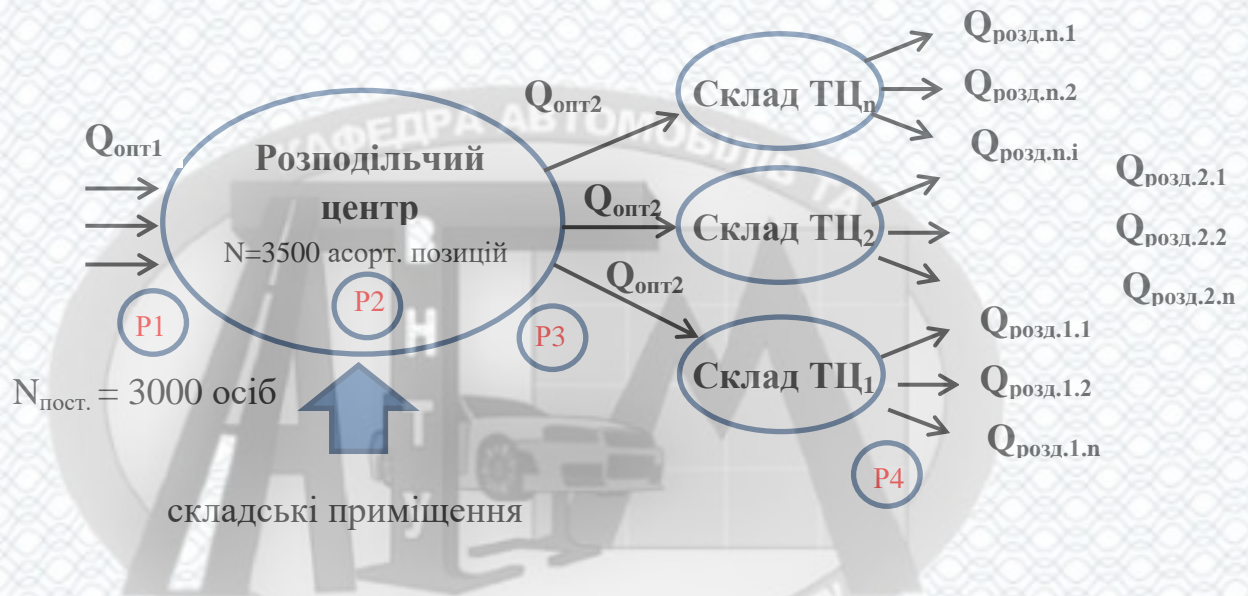 Qопт1
Розподільчий
центр
N=3500 асорт. позицій
Qопт2
Qопт2
Qопт2
Склад ТЦn
Склад ТЦ2
Склад ТЦ1
Qрозд.n.1
Qрозд.n.2
Qрозд.n.i
Qрозд.2.1
Qрозд.2.2
Qрозд.2.n
Qрозд.1.1
Qрозд.1.2
Qрозд.1.n
P1
P2
P3
P4
Nпост. = 3000 осіб
складські приміщення
КАФЕДРА АВТОМОБІЛІВ ТА
В
Н
Т
У